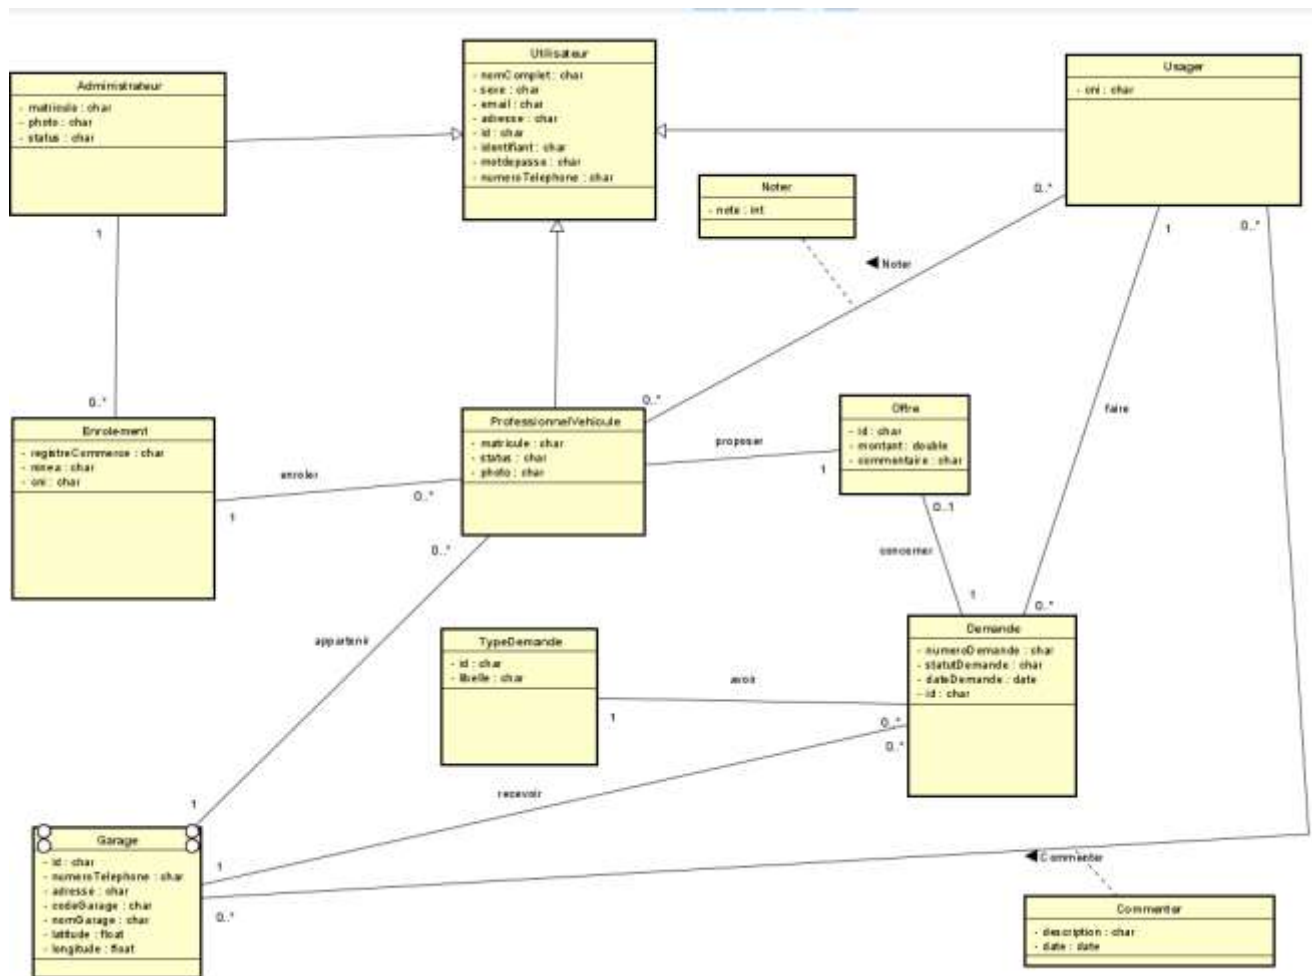 Utilisateur
- nomComplet : char
- sexe : char
- email : char
- adresse : char
- id : char
- identifiant : char
- motdepasse : char
- numeroTelephone : char
Administrateur
- matricule : char
- photo : char
- status : char
Usager
- cni : char
Noter
- note : int
0..*
1
0..*
1
◀ Noter
0..*
0..*
ProfessionnelVehicule
- matricule : char
- status : char
- photo : char
Offre
- id : char
- montant : double
- commentaire : char
faire
Enrolement
- registreCommerce : char
- ninea : char
- cni : char
proposer
1
enroler
0..*
1
0..1
0..*
concerner
1
0..*
appartenir
TypeDemande
- id : char
- libelle : char
Demande
- numeroDemande : char
- statutDemande : char
- dateDemande : date
- id : char
avoir
1
0..*
0..*
recevoir
1
Garage
- id : char
- numeroTelephone : char
- adresse : char
- codeGarage : char
- nomGarage : char
- latitude : float
- longitude : float
1
0..*
◀ Commenter
Commenter
- description : char
- date : date